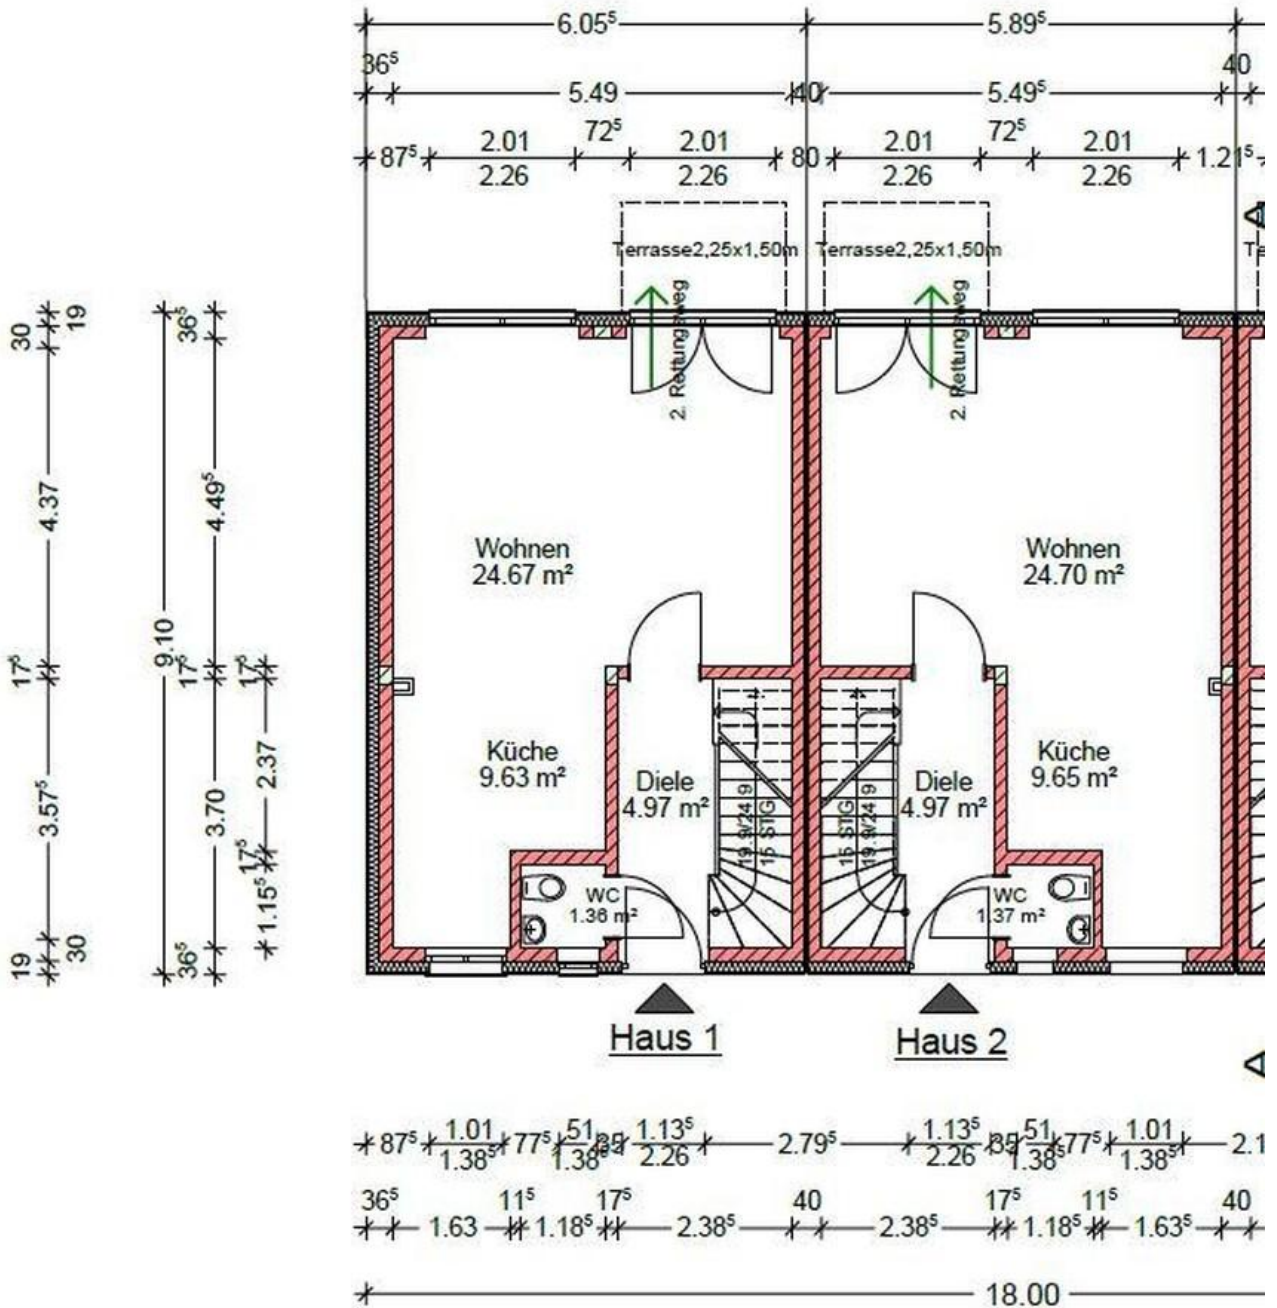 6.05⁵ 5.89⁵
36⁵ 40
5.49 40 5.49⁵
87⁵ 2.01 72⁵ 2.01 80 2.01 72⁵ 2.01 1.21⁵
2.26 2.26 2.26 2.26
Terrasse2,25x1,50m Terrasse2,25x1,50m
2. Rettungsweg 2. Rettungsweg
30 19 36⁵
4.37 4.49⁵
9.10
17⁵ 17⁵ 17⁵
3.57⁵ 3.70 2.37
17⁵
1.15⁵
19 30 36⁵
Wohnen
24.67 m²
Wohnen
24.70 m²
Küche
9.63 m²
Diele
4.97 m²
15 STG
19.9/24.9
15 STG
19.9/24.9
Diele
4.97 m²
Küche
9.65 m²
WC
1.36 m²
WC
1.37 m²
Haus 1 Haus 2
87⁵ 1.01 77⁵ 51 35 1.13⁵ 2.79⁵ 1.13⁵ 35 51 77⁵ 1.01 2.1
1.38⁵ 1.38⁵ 2.26 2.26 1.38⁵ 1.38⁵
36⁵ 11⁵ 17⁵ 40 17⁵ 11⁵ 40
1.63 1.18⁵ 2.38⁵ 2.38⁵ 1.18⁵ 1.63⁵
18.00